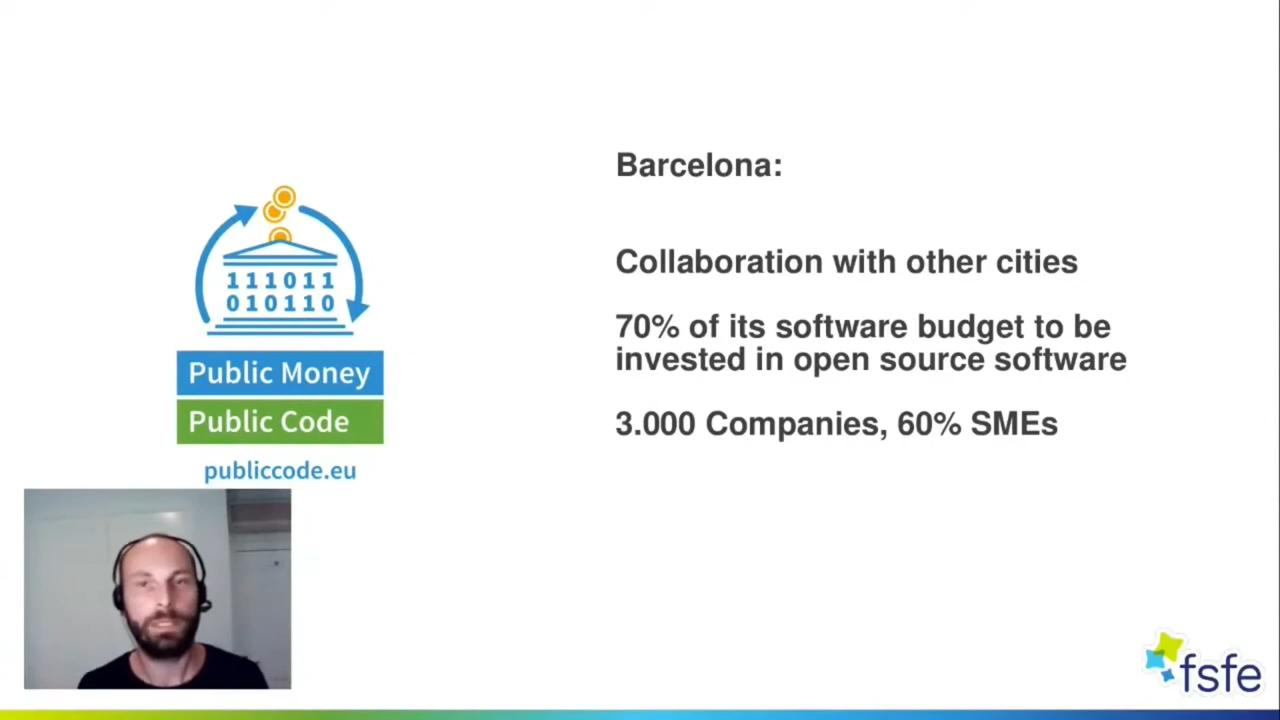 Barcelona:
Collaboration with other cities
70% of its software budget to be
invested in open source software
3.000 Companies, 60% SMEs
111011
010110
Public Money
Public Code
publiccode.eu
fsfe